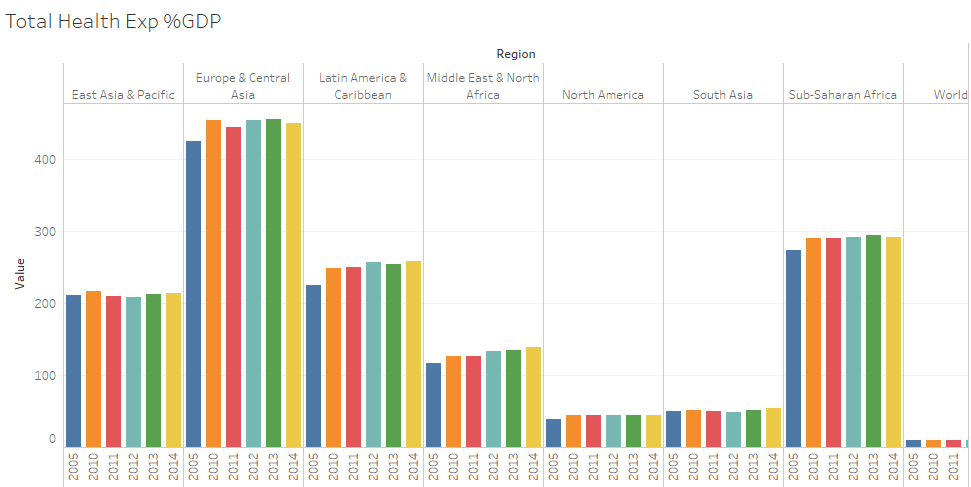 Total Health Exp %GDP
Region
East Asia & Pacific
Europe & Central
Asia
Latin America &
Caribbean
Middle East & North
Africa
North America
South Asia
Sub-Saharan Africa
World
Value
400
300
200
100
0
2005 2010 2011 2012 2013 2014 2005 2010 2011 2012 2013 2014 2005 2010 2011 2012 2013 2014 2005 2010 2011 2012 2013 2014 2005 2010 2011 2012 2013 2014 2005 2010 2011 2012 2013 2014 2005 2010 2011 2012 2013 2014 2005 2010 2011